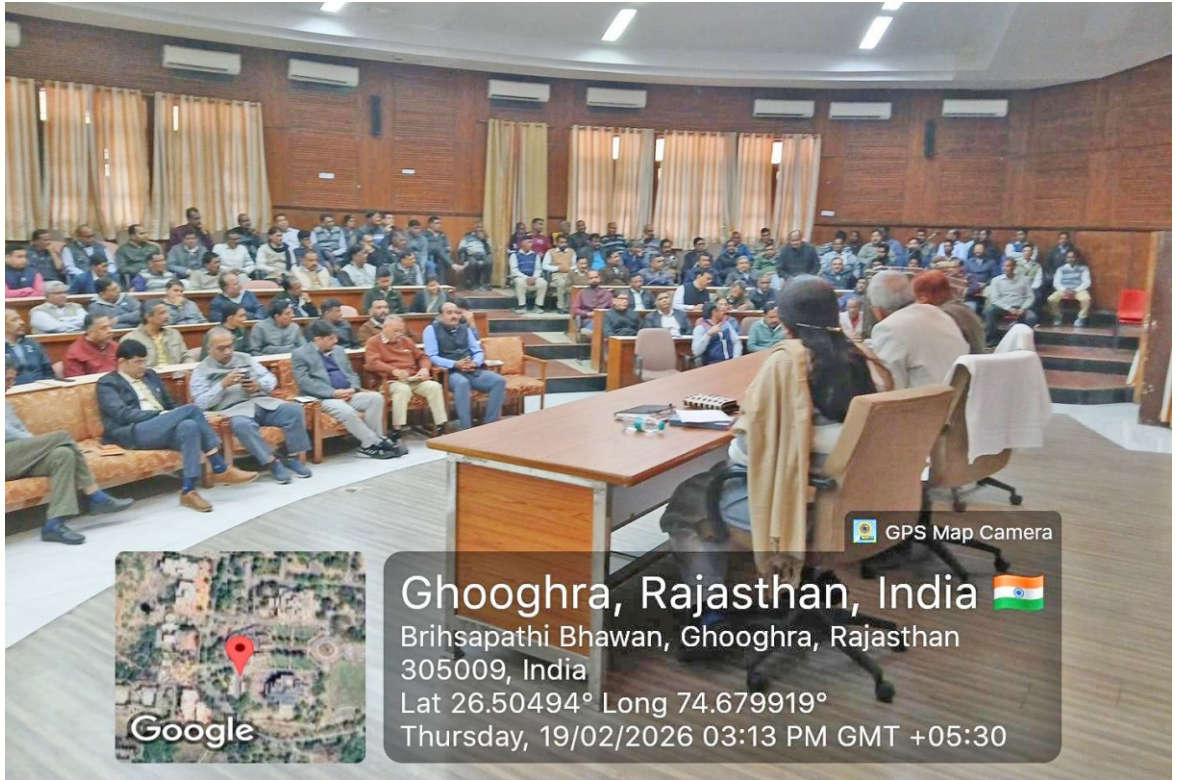 GPS Map Camera
Ghooghra, Rajasthan, India
Brihsapathi Bhawan, Ghooghra, Rajasthan
305009, India
Lat 26.50494° Long 74.679919°
Thursday, 19/02/2026 03:13 PM GMT +05:30
Google